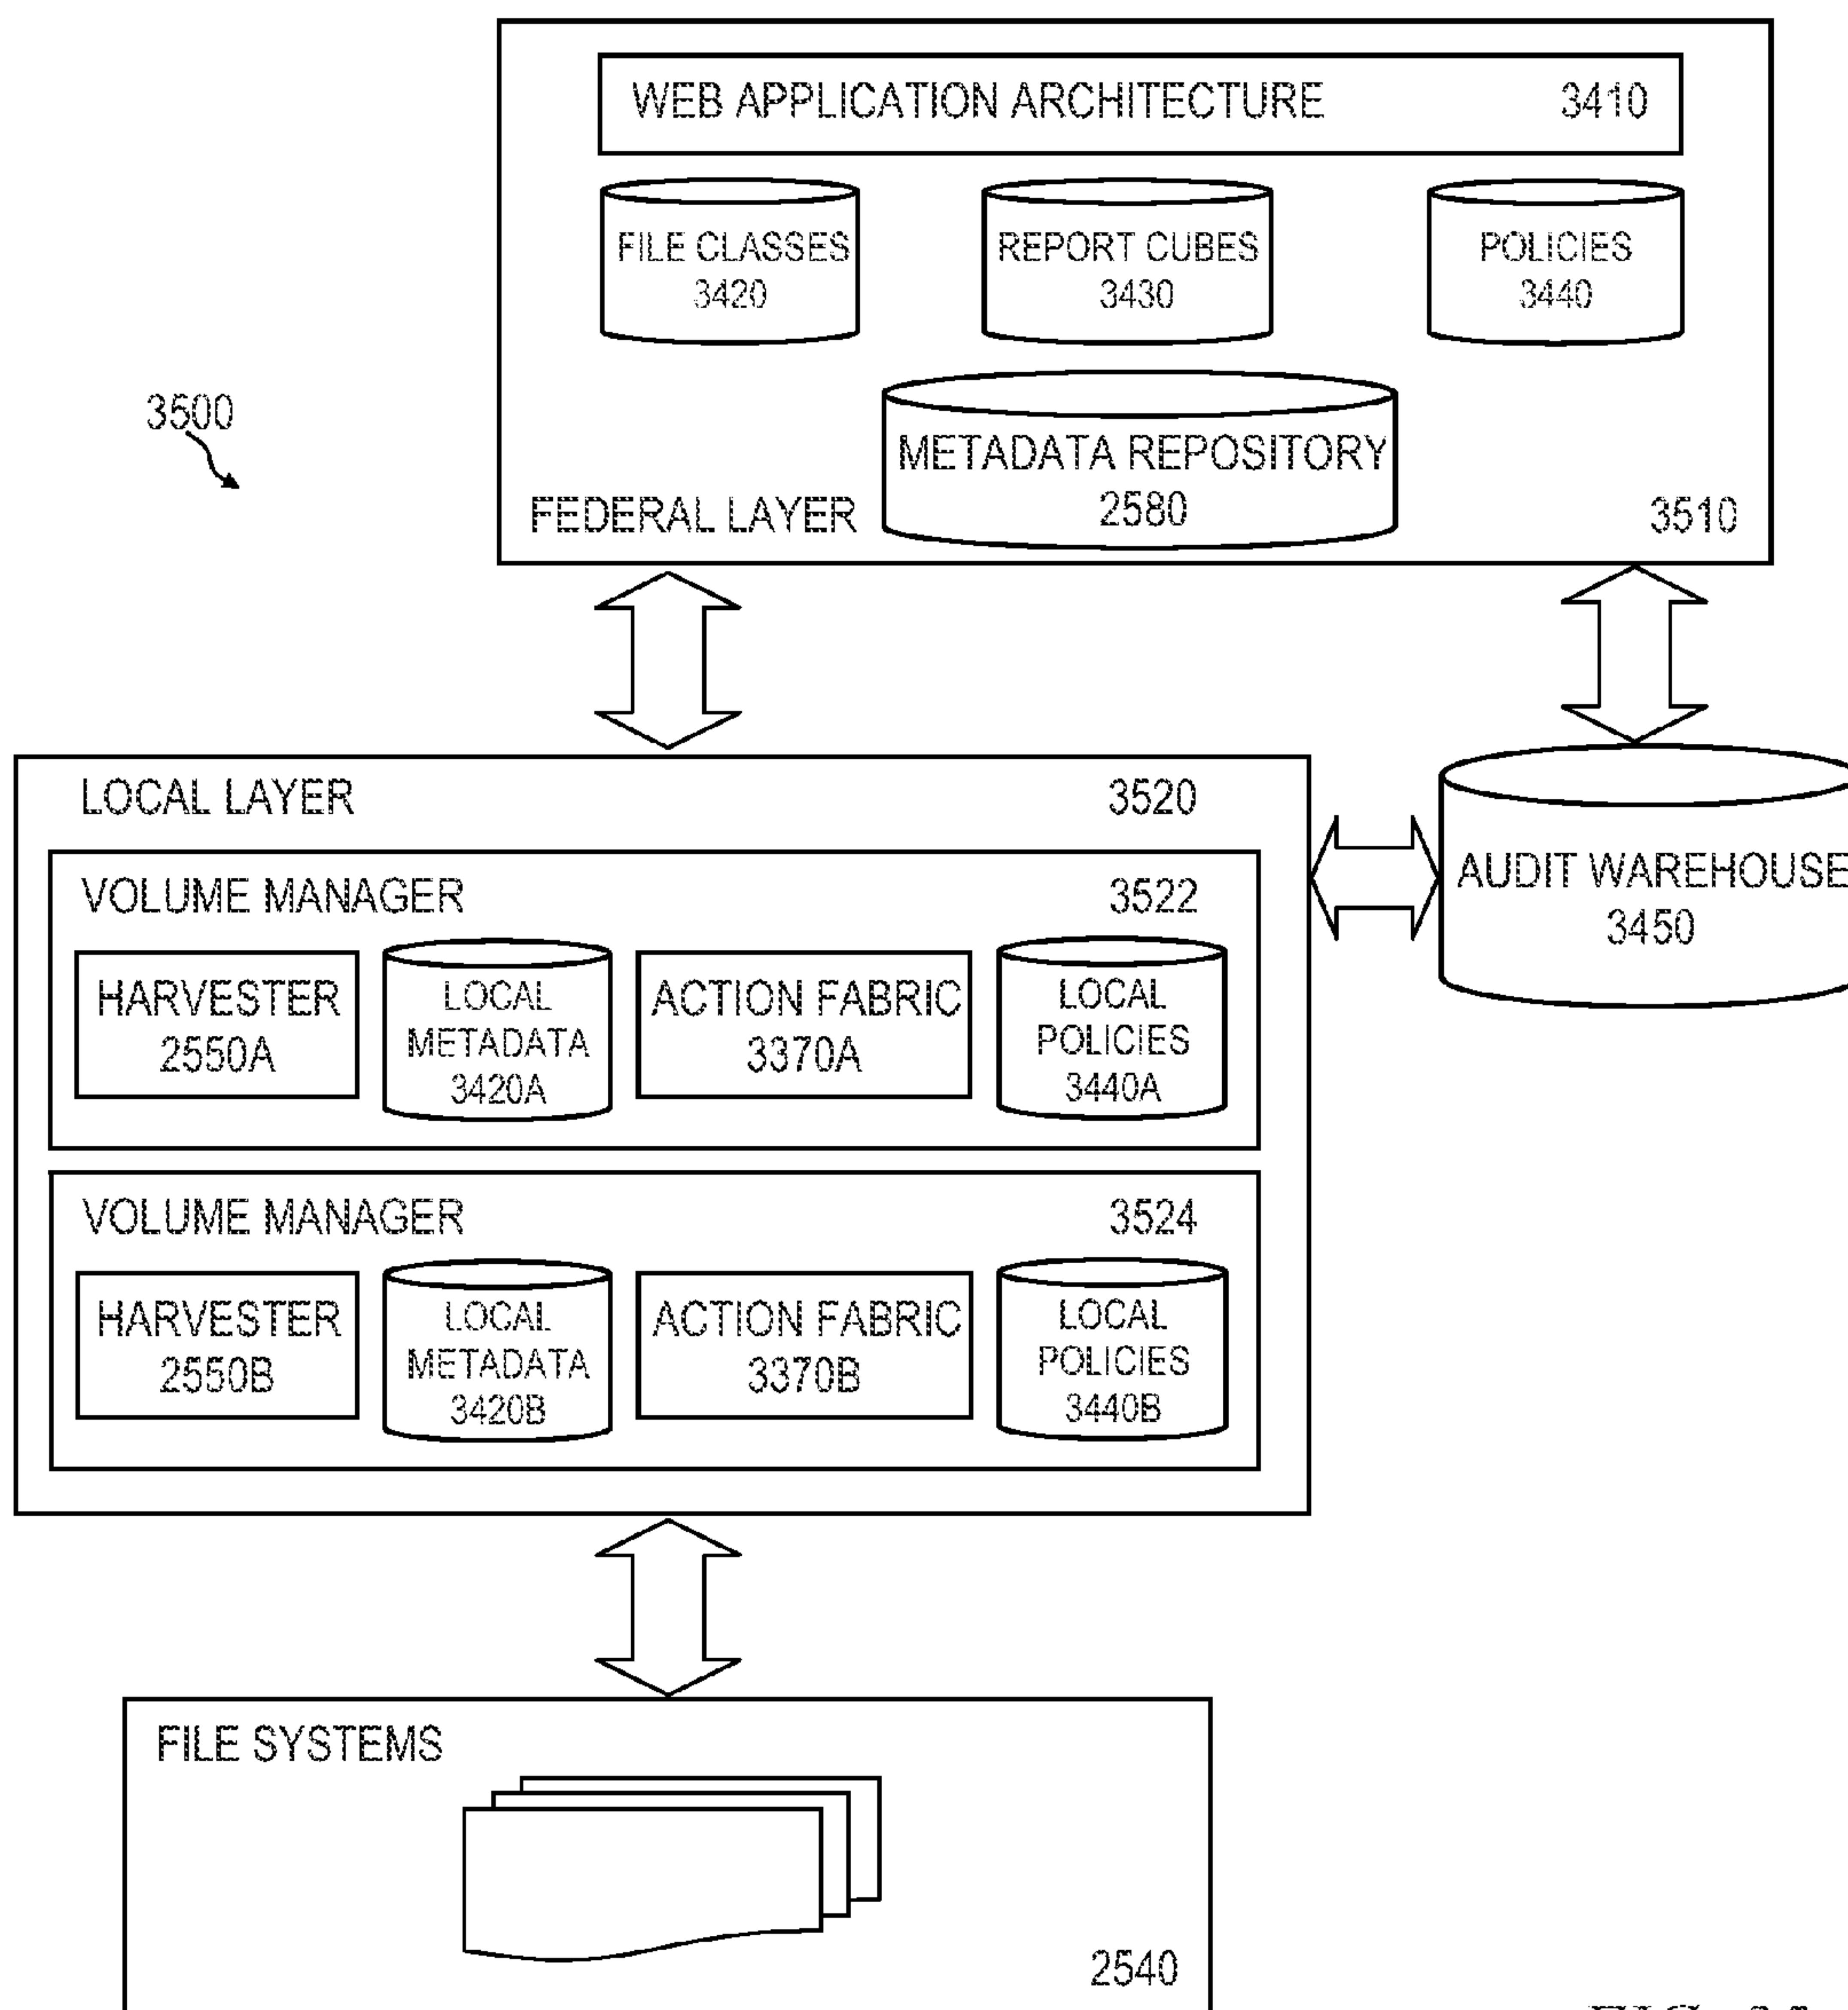 WEB APPLICATION ARCHITECTURE 3410
FILE CLASSES
3420
REPORT CUBES
3430
POLICIES
3440
3500
METADATA REPOSITORY
2580
FEDERAL LAYER
3510
LOCAL LAYER 3520
AUDIT WAREHOUSE
3450
VOLUME MANAGER 3522
HARVESTER
2550A
LOCAL
METADATA
3420A
ACTION FABRIC
3370A
LOCAL
POLICIES
3440A
VOLUME MANAGER 3524
HARVESTER
2550B
LOCAL
METADATA
3420B
ACTION FABRIC
3370B
LOCAL
POLICIES
3440B
FILE SYSTEMS
2540